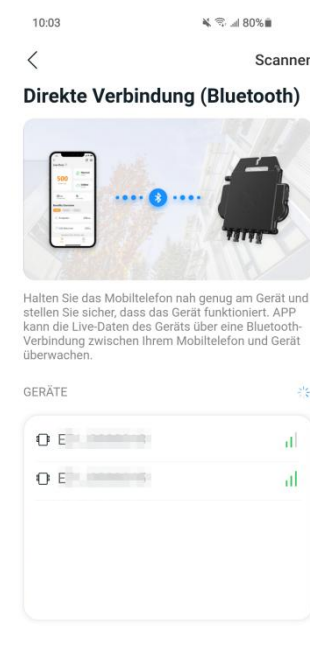 10:03
80%
Scanner
Direkte Verbindung (Bluetooth)
500
Halten Sie das Mobiltelefon nah genug am Gerät und
stellen Sie sicher, dass das Gerät funktioniert. APP
kann die Live-Daten des Geräts über eine Bluetooth-
Verbindung zwischen Ihrem Mobiltelefon und Gerät
überwachen.
GERÄTE
E
E